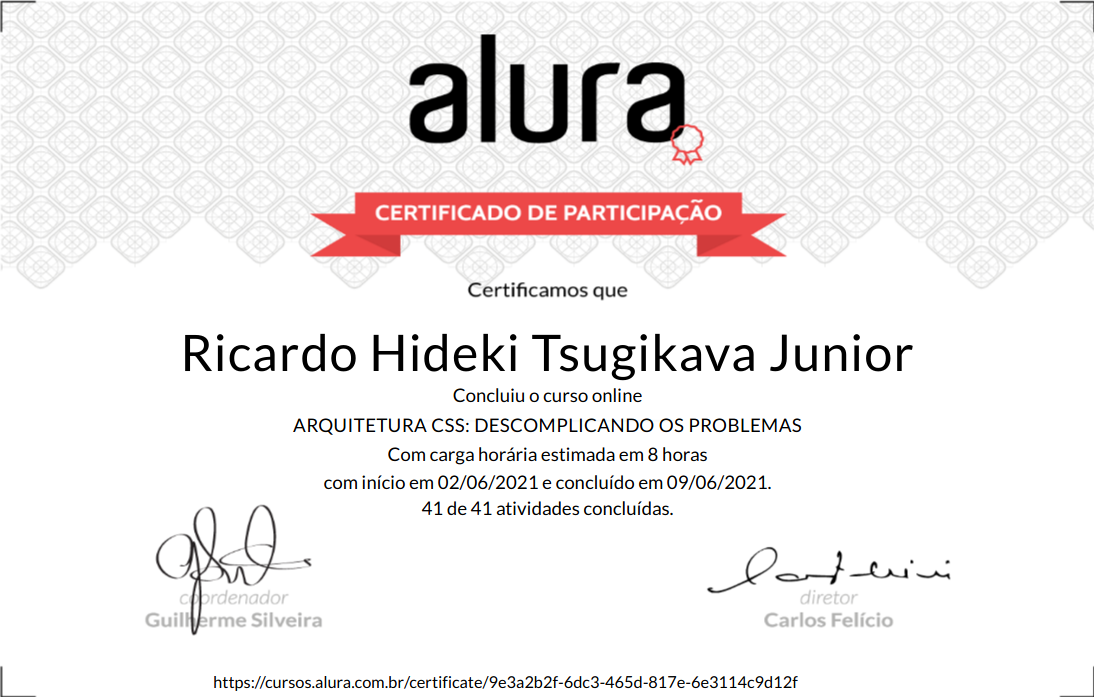 alura
CERTIFICADO DE PARTICIPAÇÃO
Certificamos que
Ricardo Hideki Tsugikava Junior
Concluiu o curso online
ARQUITETURA CSS: DESCOMPLICANDO OS PROBLEMAS
Com carga horária estimada em 8 horas
com início em 02/06/2021 e concluído em 09/06/2021.
41 de 41 atividades concluídas.
coordenador
Guilherme Silveira
diretor
Carlos Felício
https://cursos.alura.com.br/certificate/9e3a2b2f-6dc3-465d-817e-6e3114c9d12f